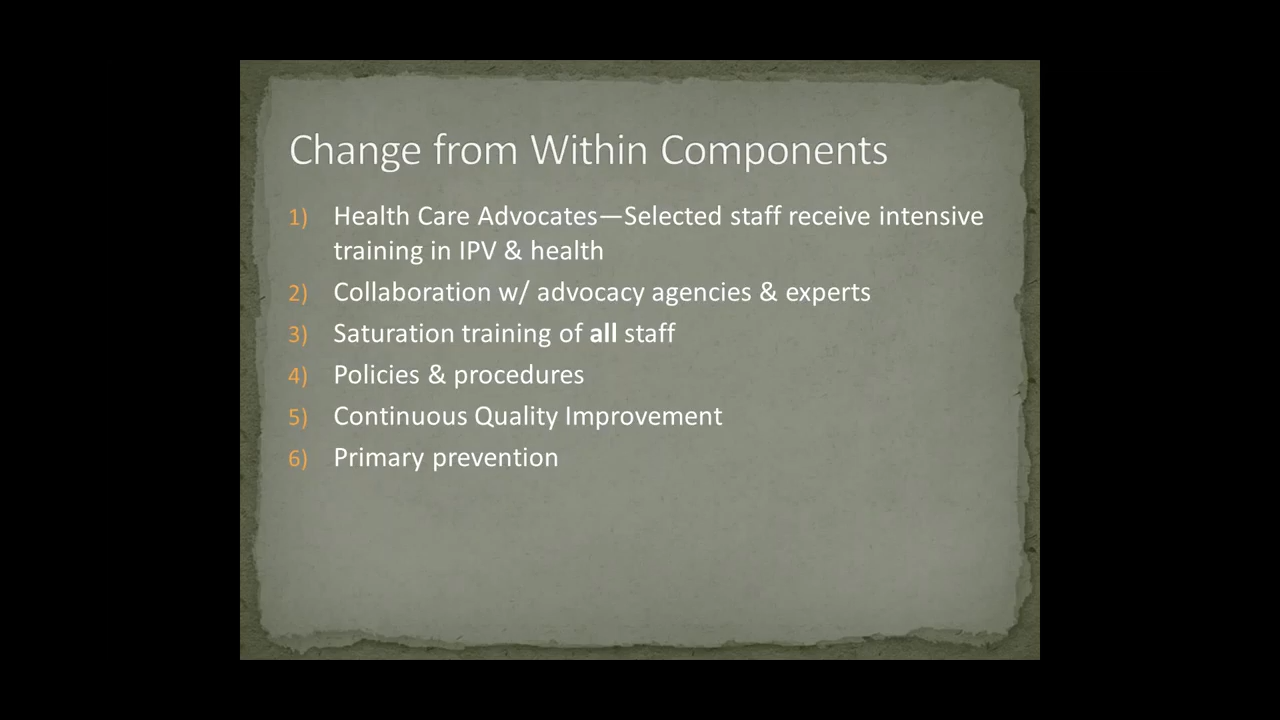 Change from Within Components
1) Health Care Advocates—Selected staff receive intensive
training in IPV & health
2) Collaboration w/ advocacy agencies & experts
3) Saturation training of all staff
4) Policies & procedures
5) Continuous Quality Improvement
6) Primary prevention